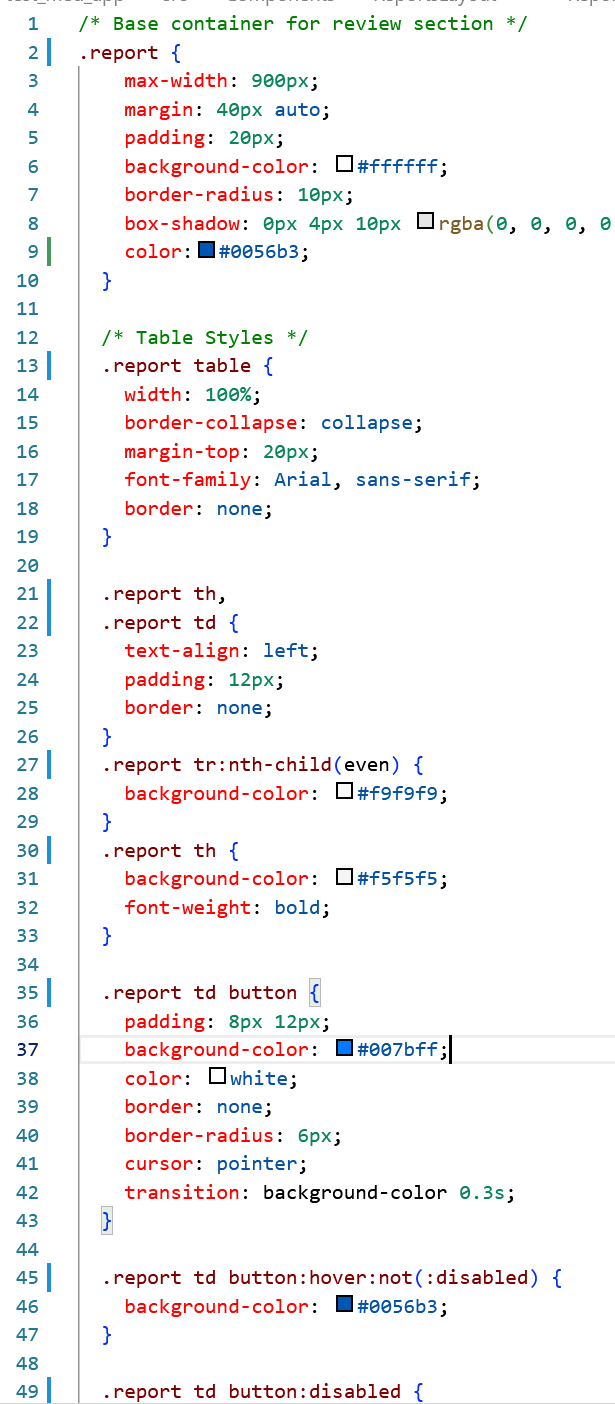 1 /* Base container for review section */
2 .report {
3 max-width: 900px;
4 margin: 40px auto;
5 padding: 20px;
6 background-color: #ffffff;
7 border-radius: 10px;
8 box-shadow: 0px 4px 10px rgba(0, 0, 0, 0
9 color: #0056b3;
10 }
11
12 /* Table Styles */
13 .report table {
14 width: 100%;
15 border-collapse: collapse;
16 margin-top: 20px;
17 font-family: Arial, sans-serif;
18 border: none;
19 }
20
21 .report th,
22 .report td {
23 text-align: left;
24 padding: 12px;
25 border: none;
26 }
27 .report tr:nth-child(even) {
28 background-color: #f9f9f9;
29 }
30 .report th {
31 background-color: #f5f5f5;
32 font-weight: bold;
33 }
34
35 .report td button {
36 padding: 8px 12px;
37 background-color: #007bff;
38 color: white;
39 border: none;
40 border-radius: 6px;
41 cursor: pointer;
42 transition: background-color 0.3s;
43 }
44
45 .report td button:hover:not(:disabled) {
46 background-color: #0056b3;
47 }
48
49 .report td button:disabled {